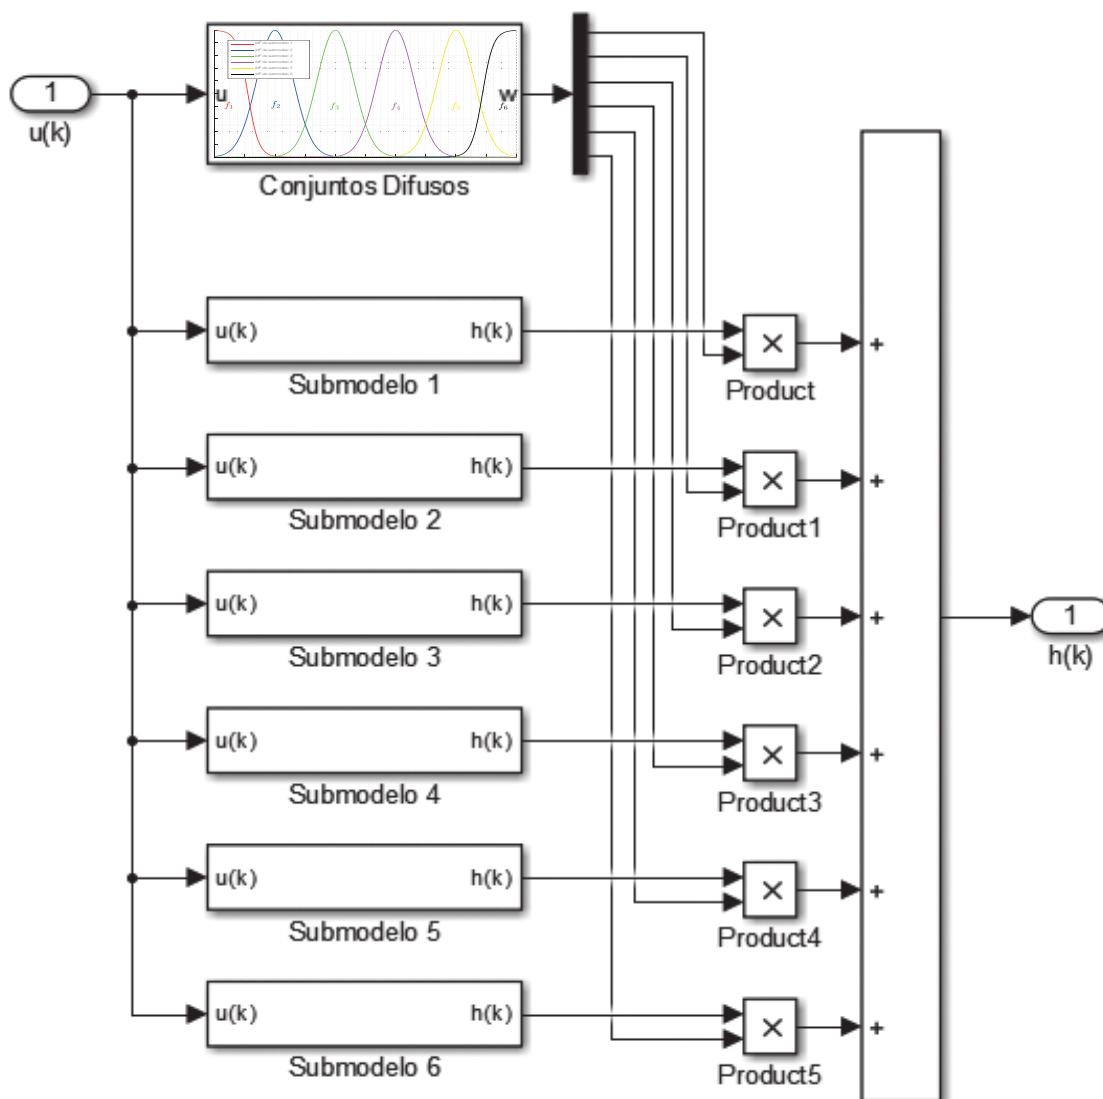 1
u(k)
u
w
f1
f2
f3
f4
f5
f6
Conjuntos Difusos
u(k) h(k)
Submodelo 1
Product
+
u(k) h(k)
Submodelo 2
Product1
+
u(k) h(k)
Submodelo 3
Product2
+
1
h(k)
u(k) h(k)
Submodelo 4
Product3
+
u(k) h(k)
Submodelo 5
Product4
+
u(k) h(k)
Submodelo 6
Product5
+